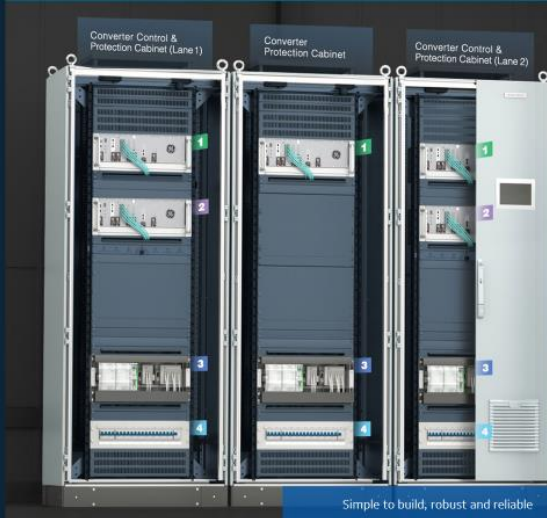 Converter Control &
Protection Cabinet (Lane 1)
Converter
Protection Cabinet
Converter Control &
Protection Cabinet (Lane 2)
1
1
1
2
2
3
3
3
4
4
4
Simple to build, robust and reliable